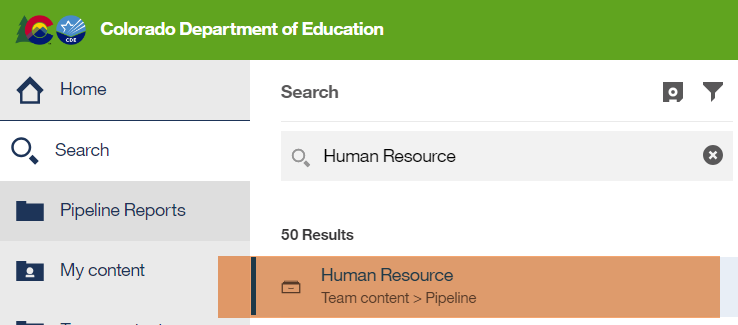 CDE
Colorado Department of Education
Home
Search
Pipeline Reports
My content
Search
Human Resource
50 Results
Human Resource
Team content > Pipeline